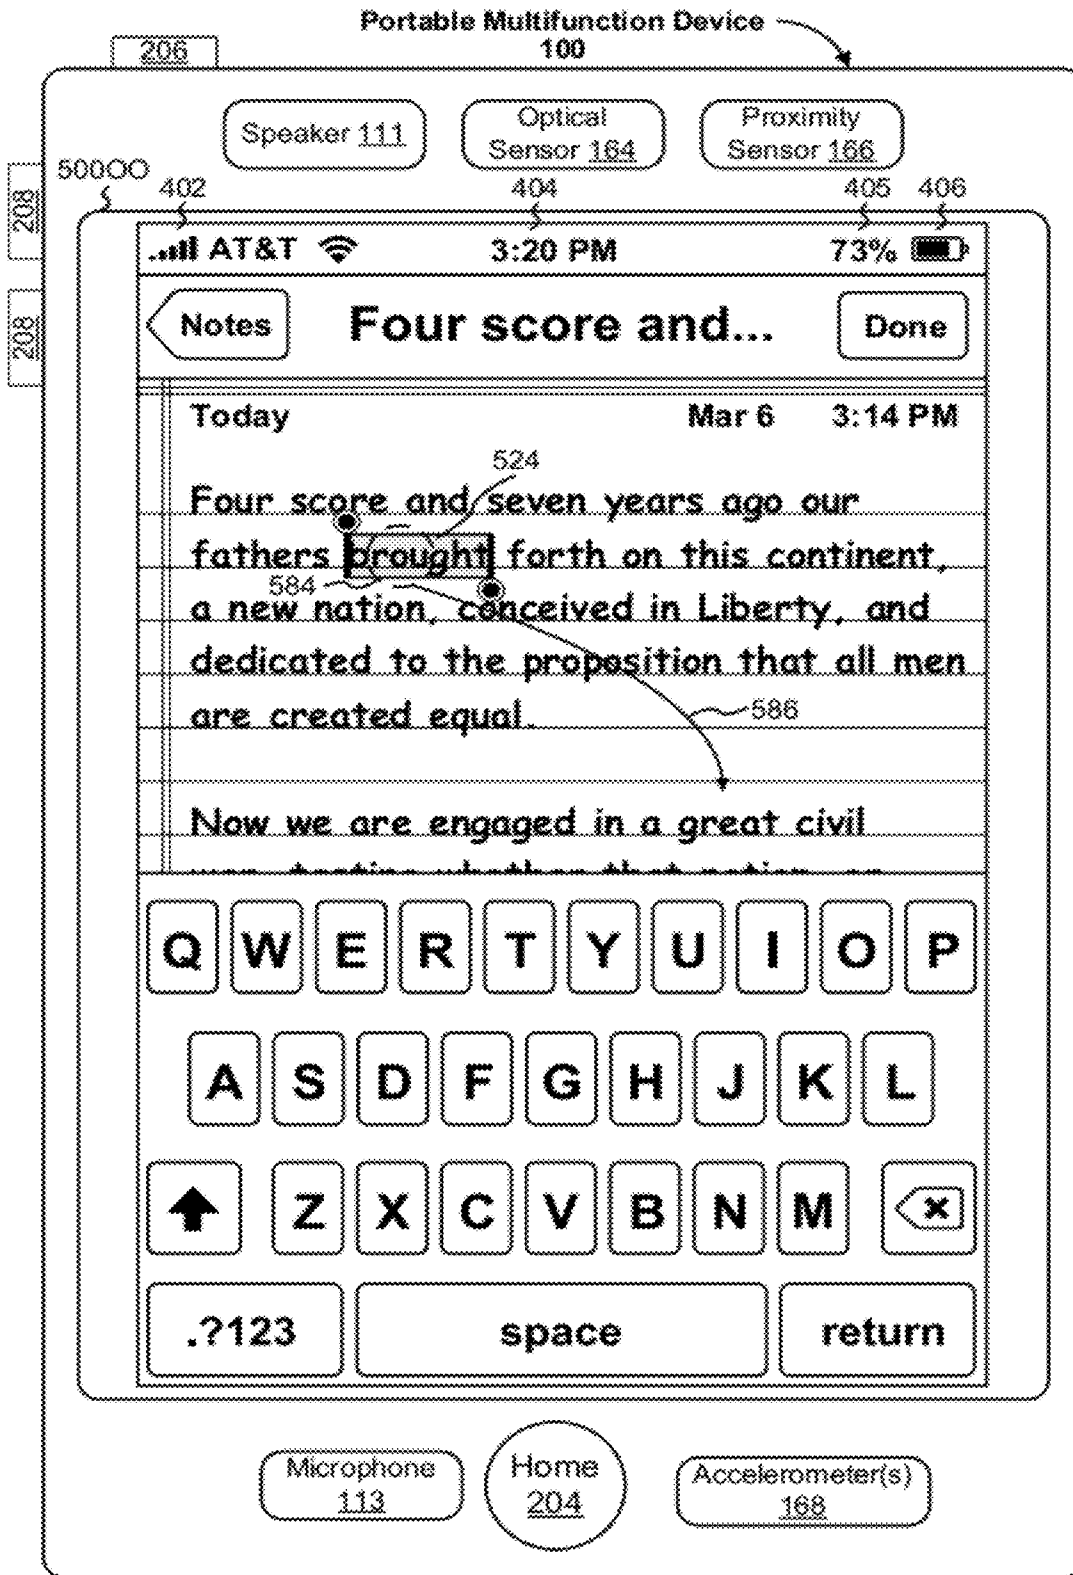 Portable Multifunction Device
100
206
Speaker 111
Optical
Sensor 164
Proximity
Sensor 166
208
208
500OO
402
404
405
406
AT&T
3:20 PM
73%
Notes
Four score and...
Done
Today Mar 6 3:14 PM
524
Four score and seven years ago our
fathers brought forth on this continent,
584
a new nation, conceived in Liberty, and
dedicated to the proposition that all men
are created equal.
586
Now we are engaged in a great civil
Q W E R T Y U I O P
A S D F G H J K L
Z X C V B N M
.?123 space return
Microphone
113
Home
204
Accelerometer(s)
168